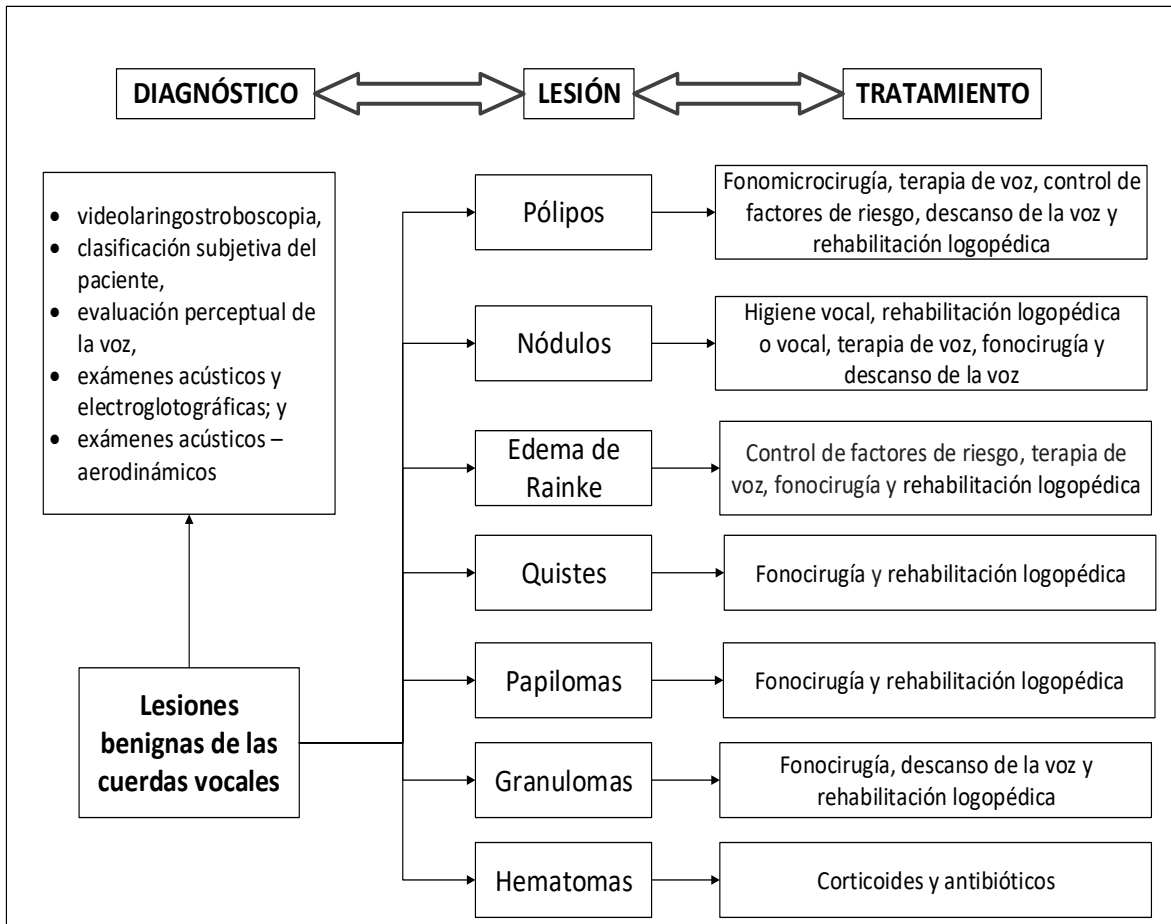 DIAGNÓSTICO
LESIÓN
TRATAMIENTO
• videolaringostroboscopia,
• clasificación subjetiva del
paciente,
• evaluación perceptual de
la voz,
• exámenes acústicos y
electroglotográficas; y
• exámenes acústicos –
aerodinámicos
Lesiones
benignas de las
cuerdas vocales
Pólipos
Fonomicrocirugía, terapia de voz, control de
factores de riesgo, descanso de la voz y
rehabilitación logopédica
Nódulos
Higiene vocal, rehabilitación logopédica
o vocal, terapia de voz, fonocirugía y
descanso de la voz
Edema de
Rainke
Control de factores de riesgo, terapia de
voz, fonocirugía y rehabilitación logopédica
Quistes
Fonocirugía y rehabilitación logopédica
Papilomas
Fonocirugía y rehabilitación logopédica
Granulomas
Fonocirugía, descanso de la voz y
rehabilitación logopédica
Hematomas
Corticoides y antibióticos